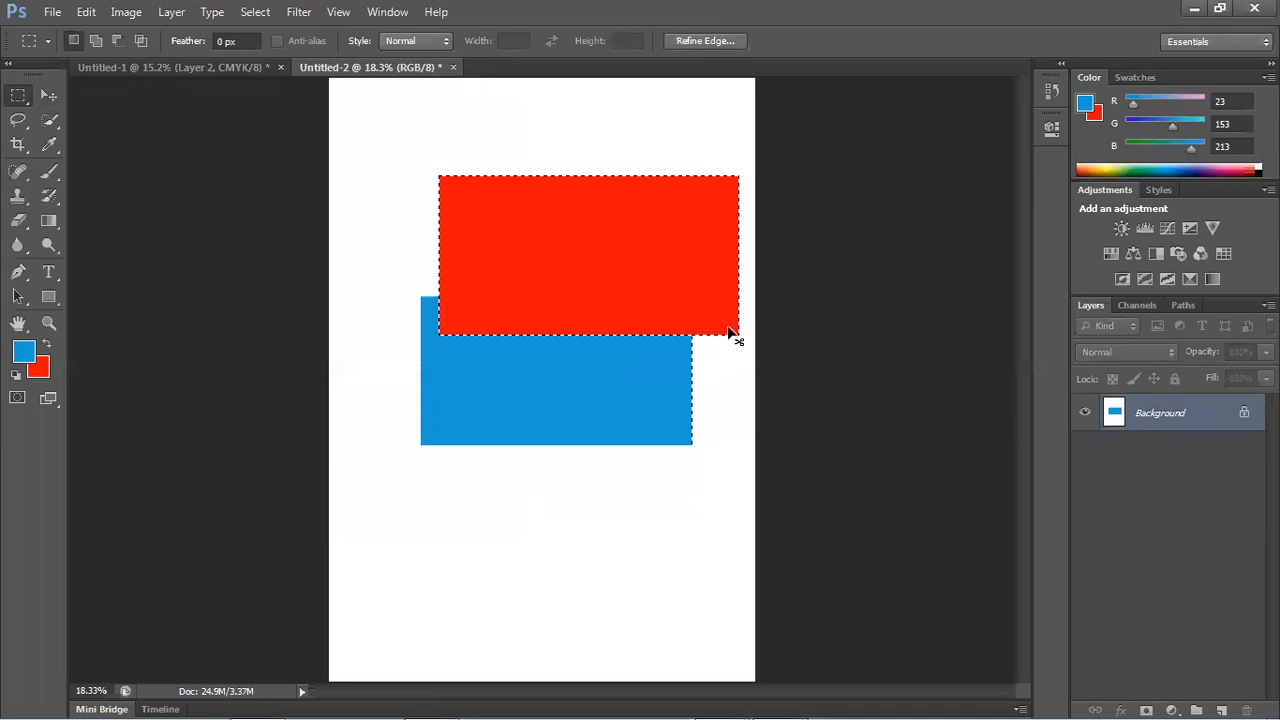 Ps File Edit Image Layer Type Select Filter View Window Help
Feather: 0 px Anti-alias Style: Normal Width: Height: Refine Edge... Essentials
Untitled-1 @ 15.2% (Layer 2, CMYK/8) * × Untitled-2 @ 18.3% (RGB/8) * ×
Color Swatches
R 23
G 153
B 213
Adjustments Styles
Add an adjustment
Layers Channels Paths
Kind
Normal Opacity: 100%
Lock: Fill: 100%
Background
18.33% Doc: 24.9M/3.37M
Mini Bridge Timeline